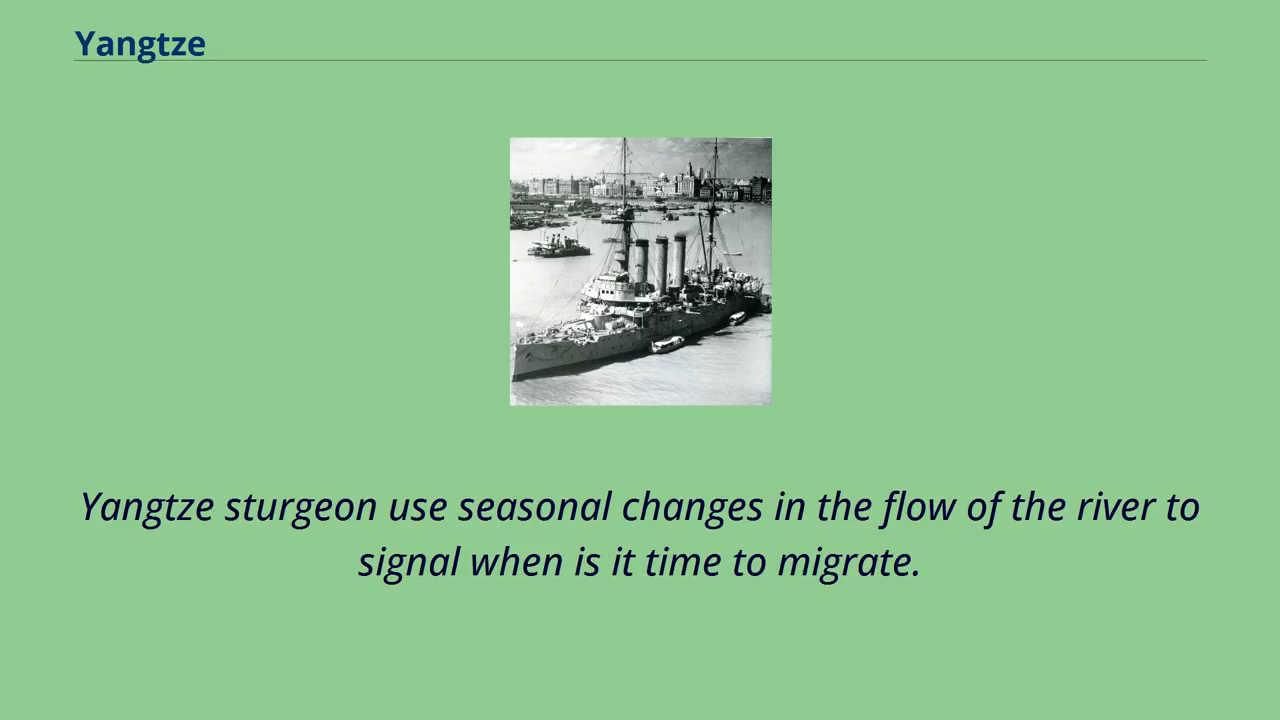 Yangtze
Yangtze sturgeon use seasonal changes in the flow of the river to
signal when is it time to migrate.